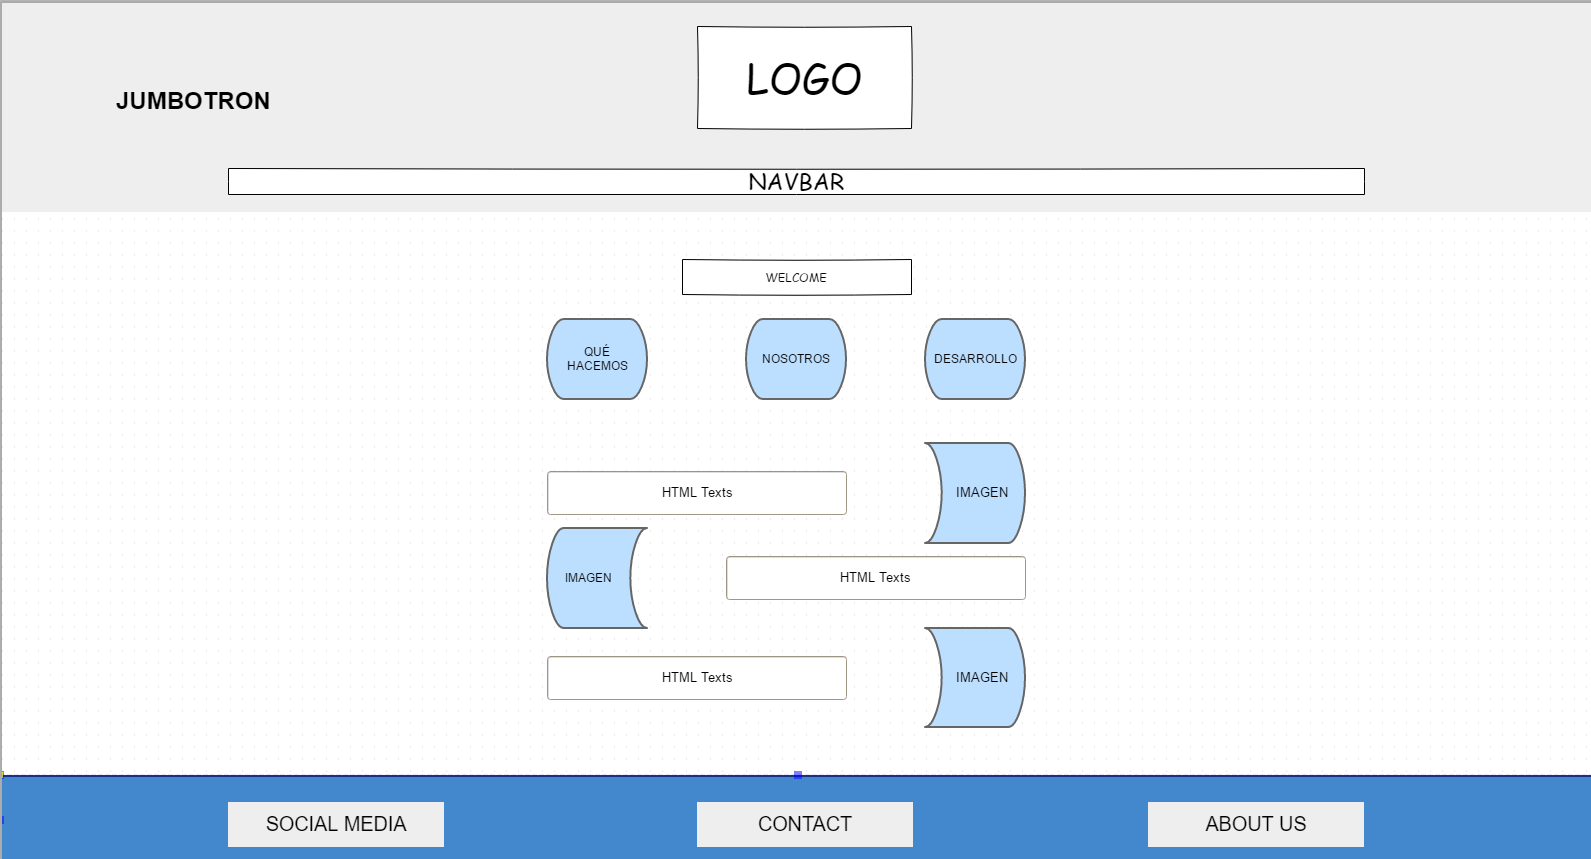 LOGO
JUMBOTRON
NAVBAR
WELCOME
QUÉ
HACEMOS
NOSOTROS
DESARROLLO
HTML Texts
IMAGEN
IMAGEN
HTML Texts
HTML Texts
IMAGEN
SOCIAL MEDIA
CONTACT
ABOUT US